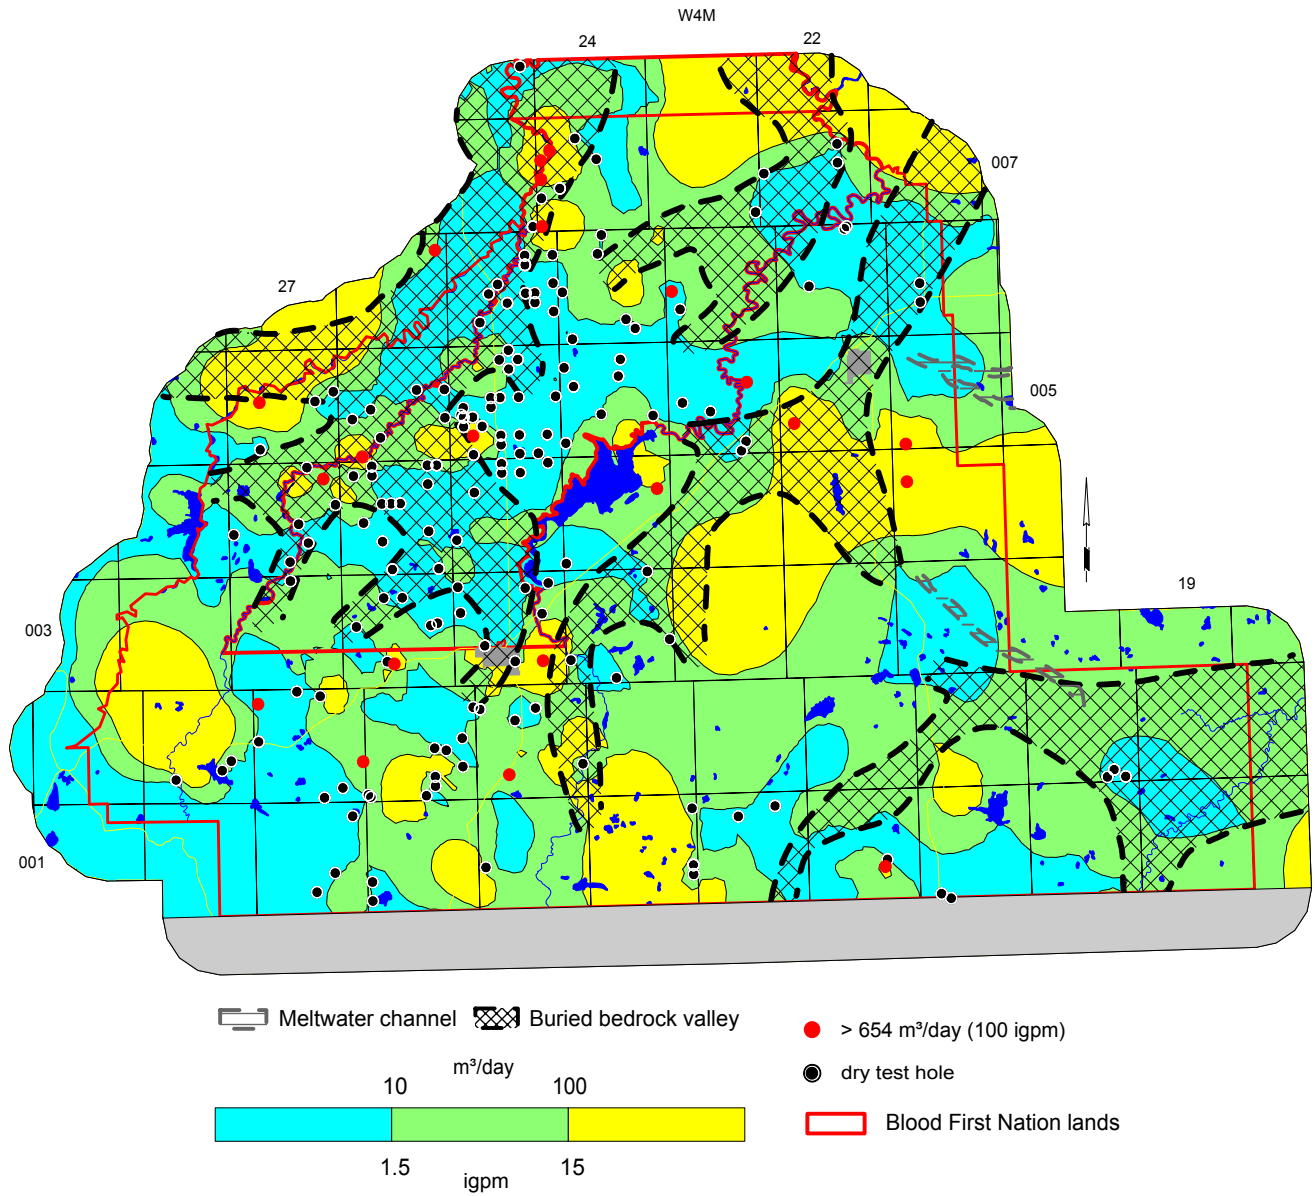 W4M
24
22
007
27
005
19
003
001
Meltwater channel
Buried bedrock valley
> 654 m³/day (100 igpm)
m³/day
dry test hole
10
100
Blood First Nation lands
1.5
15
igpm